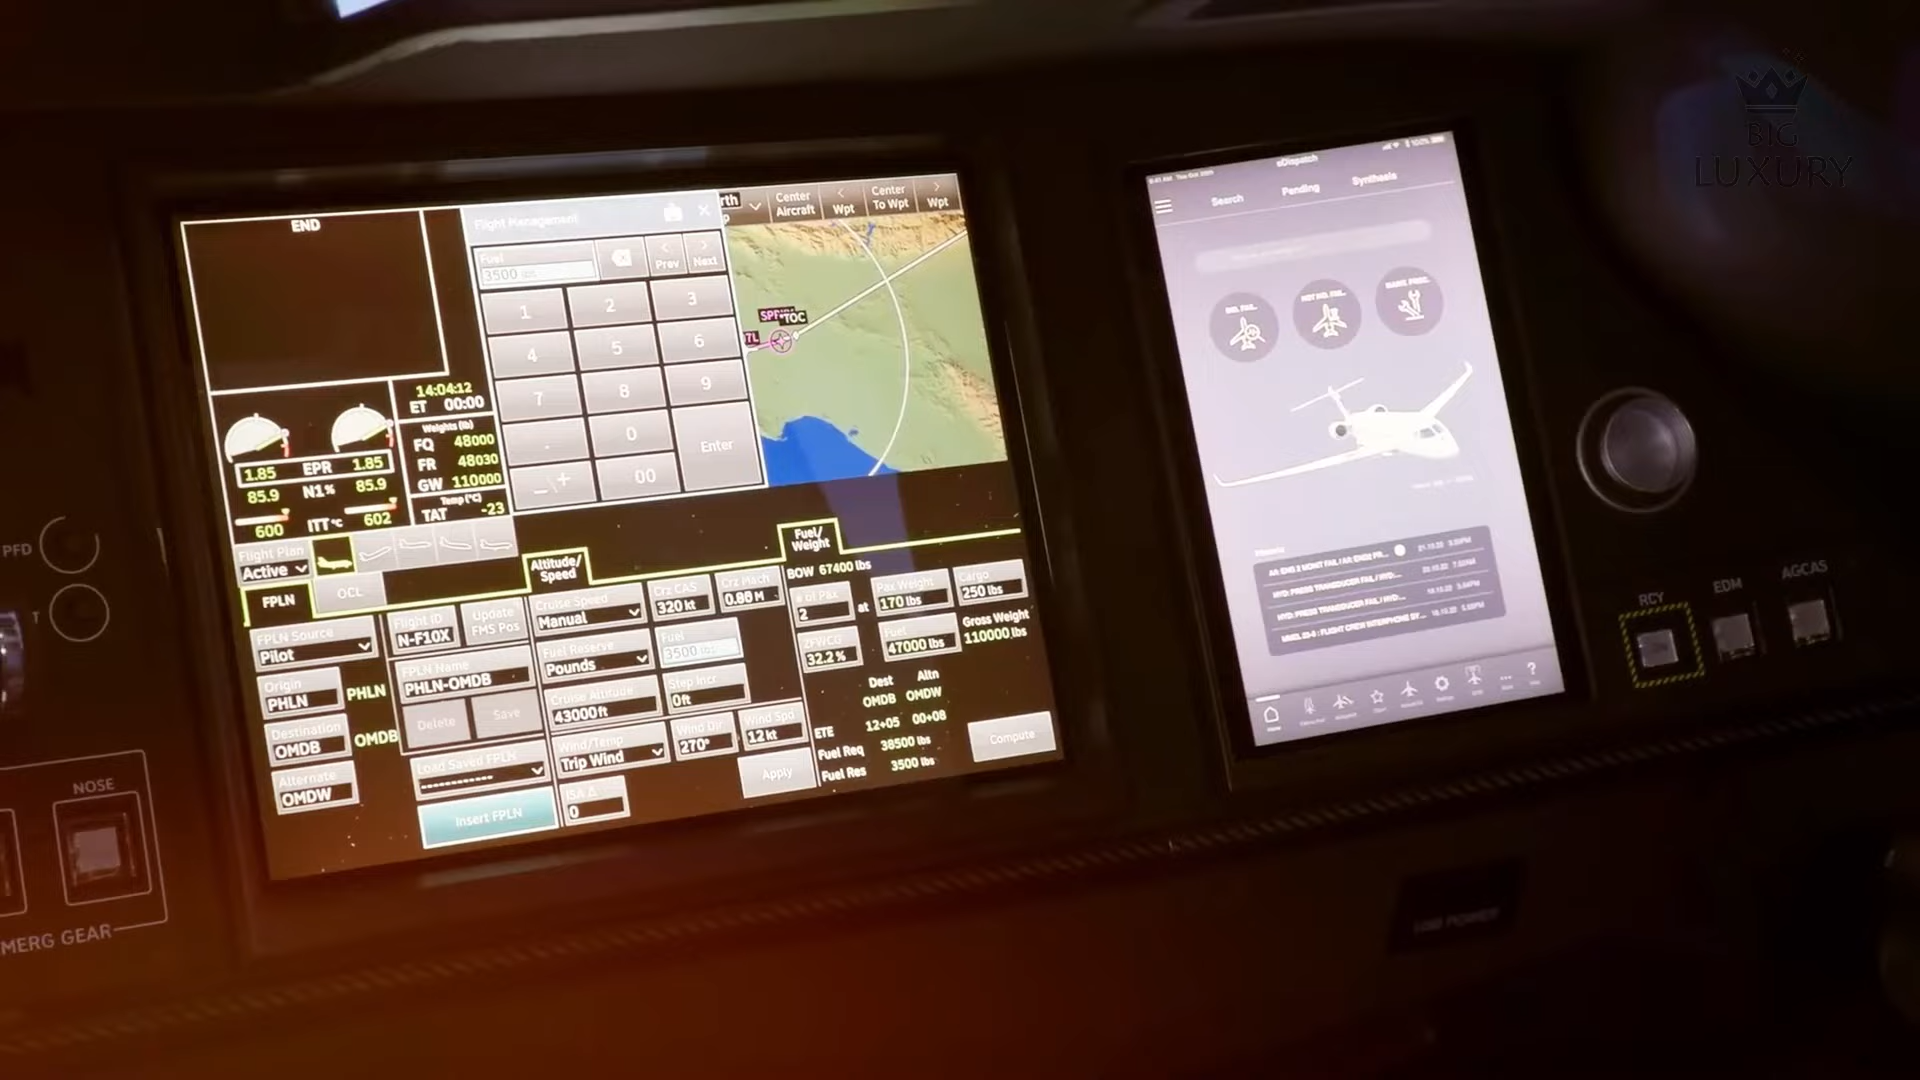 BIG
LUXURY
END
Flight Management
Fuel
3500 lbs
Prev
Next
1 2 3
4 5 6
7 8 9
. 0 Enter
00
Center
Aircraft
Wpt
Center
To Wpt
Wpt
TOC
14:04:12
ET 00:00
Weights (lb)
FQ 48000
FR 48030
GW 110000
Temp (°C)
TAT -23
1.85 EPR 1.85
85.9 N1% 85.9
600 ITT °C 602
Flight Plan
Active
FPLN
OCL
Altitude/
Speed
Fuel/
Weight
FPLN Source
Pilot
Origin
PHLN PHLN
Destination
OMDB OMDB
Alternate
OMDW
Flight ID
N-F10X
Update
FMS Pos
FPLN Name
PHLN-OMDB
Delete
Save
Load Saved FPLN
Insert FPLN
Cruise Speed
Manual
Crz CAS
320 kt
Crz Mach
0.86 M
Fuel Reserve
Pounds
Fuel
3500 lbs
Cruise Altitude
43000 ft
Step Incr
0ft
Wind/Temp
Trip Wind
Wind Dir
270°
Wind Spd
12 kt
ISA Δ
0
Apply
BOW 67400 lbs
# of Pax
2
at
Pax Weight
170 lbs
Cargo
250 lbs
ZFWCG
32.2 %
Fuel
47000 lbs
Gross Weight
110000 lbs
Dest Altn
OMDB OMDW
ETE 12+05 00+08
Fuel Req 38500 lbs
Fuel Res 3500 lbs
Compute
eDispatch
Search
Pending
Synthesis
PFD
T
NOSE
MERG GEAR
RCY
EDM
AGCAS